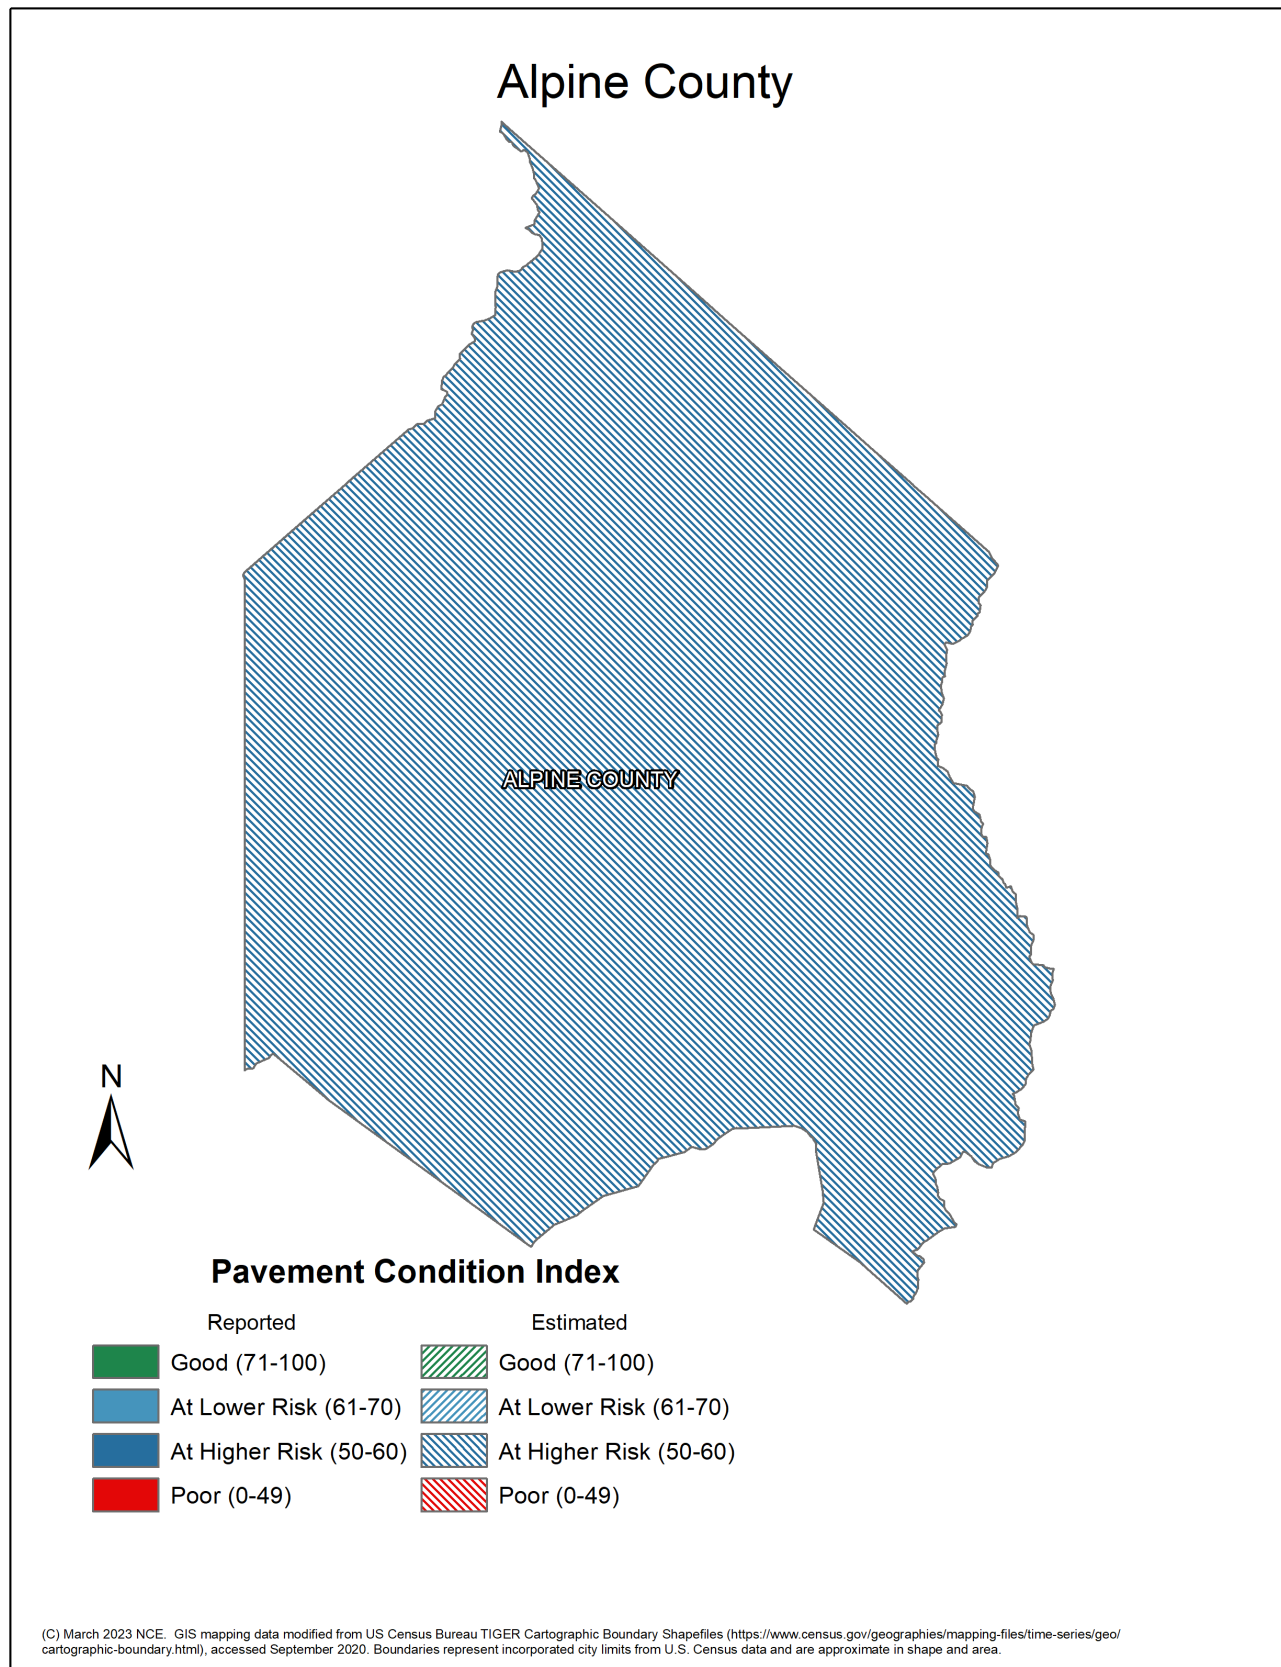 Alpine County
ALPINE COUNTY
N
Pavement Condition Index
Reported
Estimated
Good (71-100)
Good (71-100)
At Lower Risk (61-70)
At Lower Risk (61-70)
At Higher Risk (50-60)
At Higher Risk (50-60)
Poor (0-49)
Poor (0-49)
(C) March 2023 NCE.  GIS mapping data modified from US Census Bureau TIGER Cartographic Boundary Shapefiles (https://www.census.gov/geographies/mapping-files/time-series/geo/
cartographic-boundary.html), accessed September 2020. Boundaries represent incorporated city limits from U.S. Census data and are approximate in shape and area.